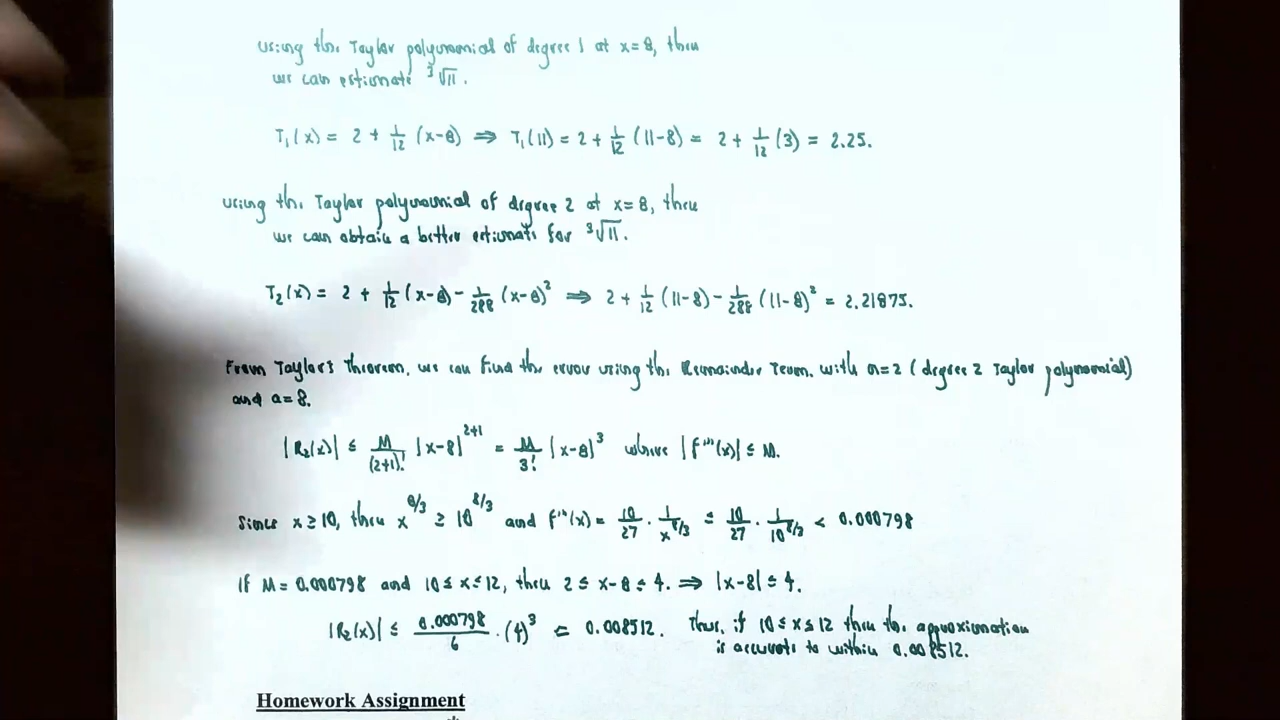 using the Taylor polynomial of degree 1 at x=8, then
we can estimate ³√11.
T₁(x) = 2 + 1/12 (x-8) ⇒ T₁(11) = 2 + 1/12 (11-8) = 2 + 1/12 (3) = 2.25.
using the Taylor polynomial of degree 2 at x=8, then
we can obtain a better estimate for ³√11.
T₂(x) = 2 + 1/12 (x-8) - 1/288 (x-8)² ⇒ 2 + 1/12 (11-8) - 1/288 (11-8)² = 2.21875.
From Taylor's Theorem, we can find the error using the Remainder Term, with n=2 (degree 2 Taylor polynomial)
and a=8.
|R₂(x)| ≤ M/(2+1)! |x-8|²⁺¹ = M/3! |x-8|³ where |f'''(x)| ≤ M.
Since x≥10, then x^8/3 ≥ 10^8/3 and f'''(x) = 10/27 · 1/x^8/3 ≤ 10/27 · 1/10^8/3 < 0.000798
if M = 0.000798 and 10≤x≤12, then 2≤x-8≤4. ⇒ |x-8|≤4.
|R₂(x)| ≤ 0.000798/6 · (4)³ = 0.008512. Thus, if 10≤x≤12 then the approximation
is accurate to within 0.008512.
Homework Assignment